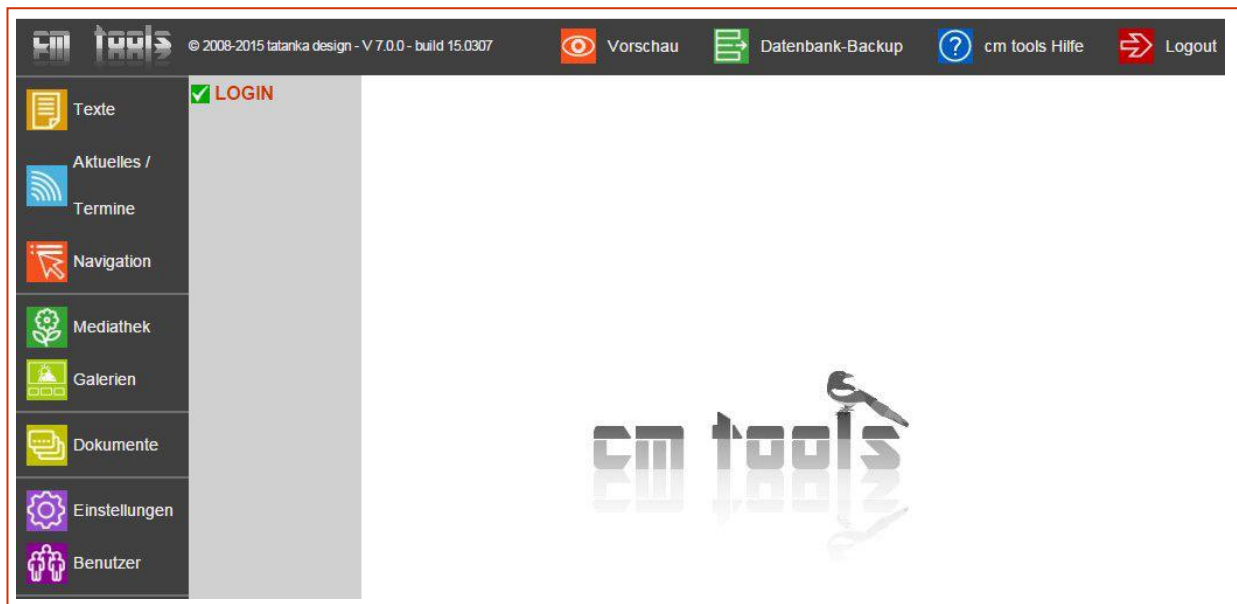 cm tools © 2008-2015 tatanka design - V 7.0.0 - build 15.0307 Vorschau Datenbank-Backup cm tools Hilfe Logout
LOGIN
Texte
Aktuelles /
Termine
Navigation
Mediathek
Galerien
Dokumente
Einstellungen
Benutzer
cm tools